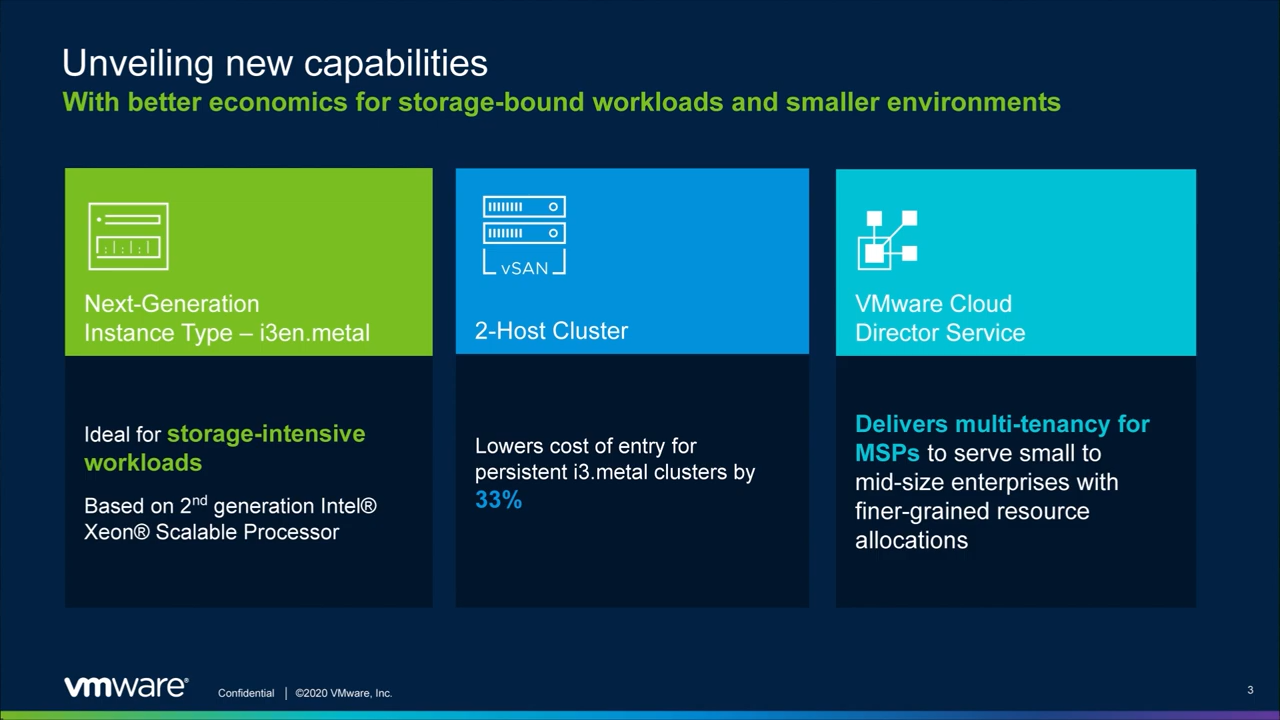 Unveiling new capabilities
With better economics for storage-bound workloads and smaller environments
Next-Generation
Instance Type – i3en.metal
Ideal for storage-intensive
workloads
Based on 2nd generation Intel®
Xeon® Scalable Processor
vSAN
2-Host Cluster
Lowers cost of entry for
persistent i3.metal clusters by
33%
VMware Cloud
Director Service
Delivers multi-tenancy for
MSPs to serve small to
mid-size enterprises with
finer-grained resource
allocations
vmware®
Confidential | ©2020 VMware, Inc.
3